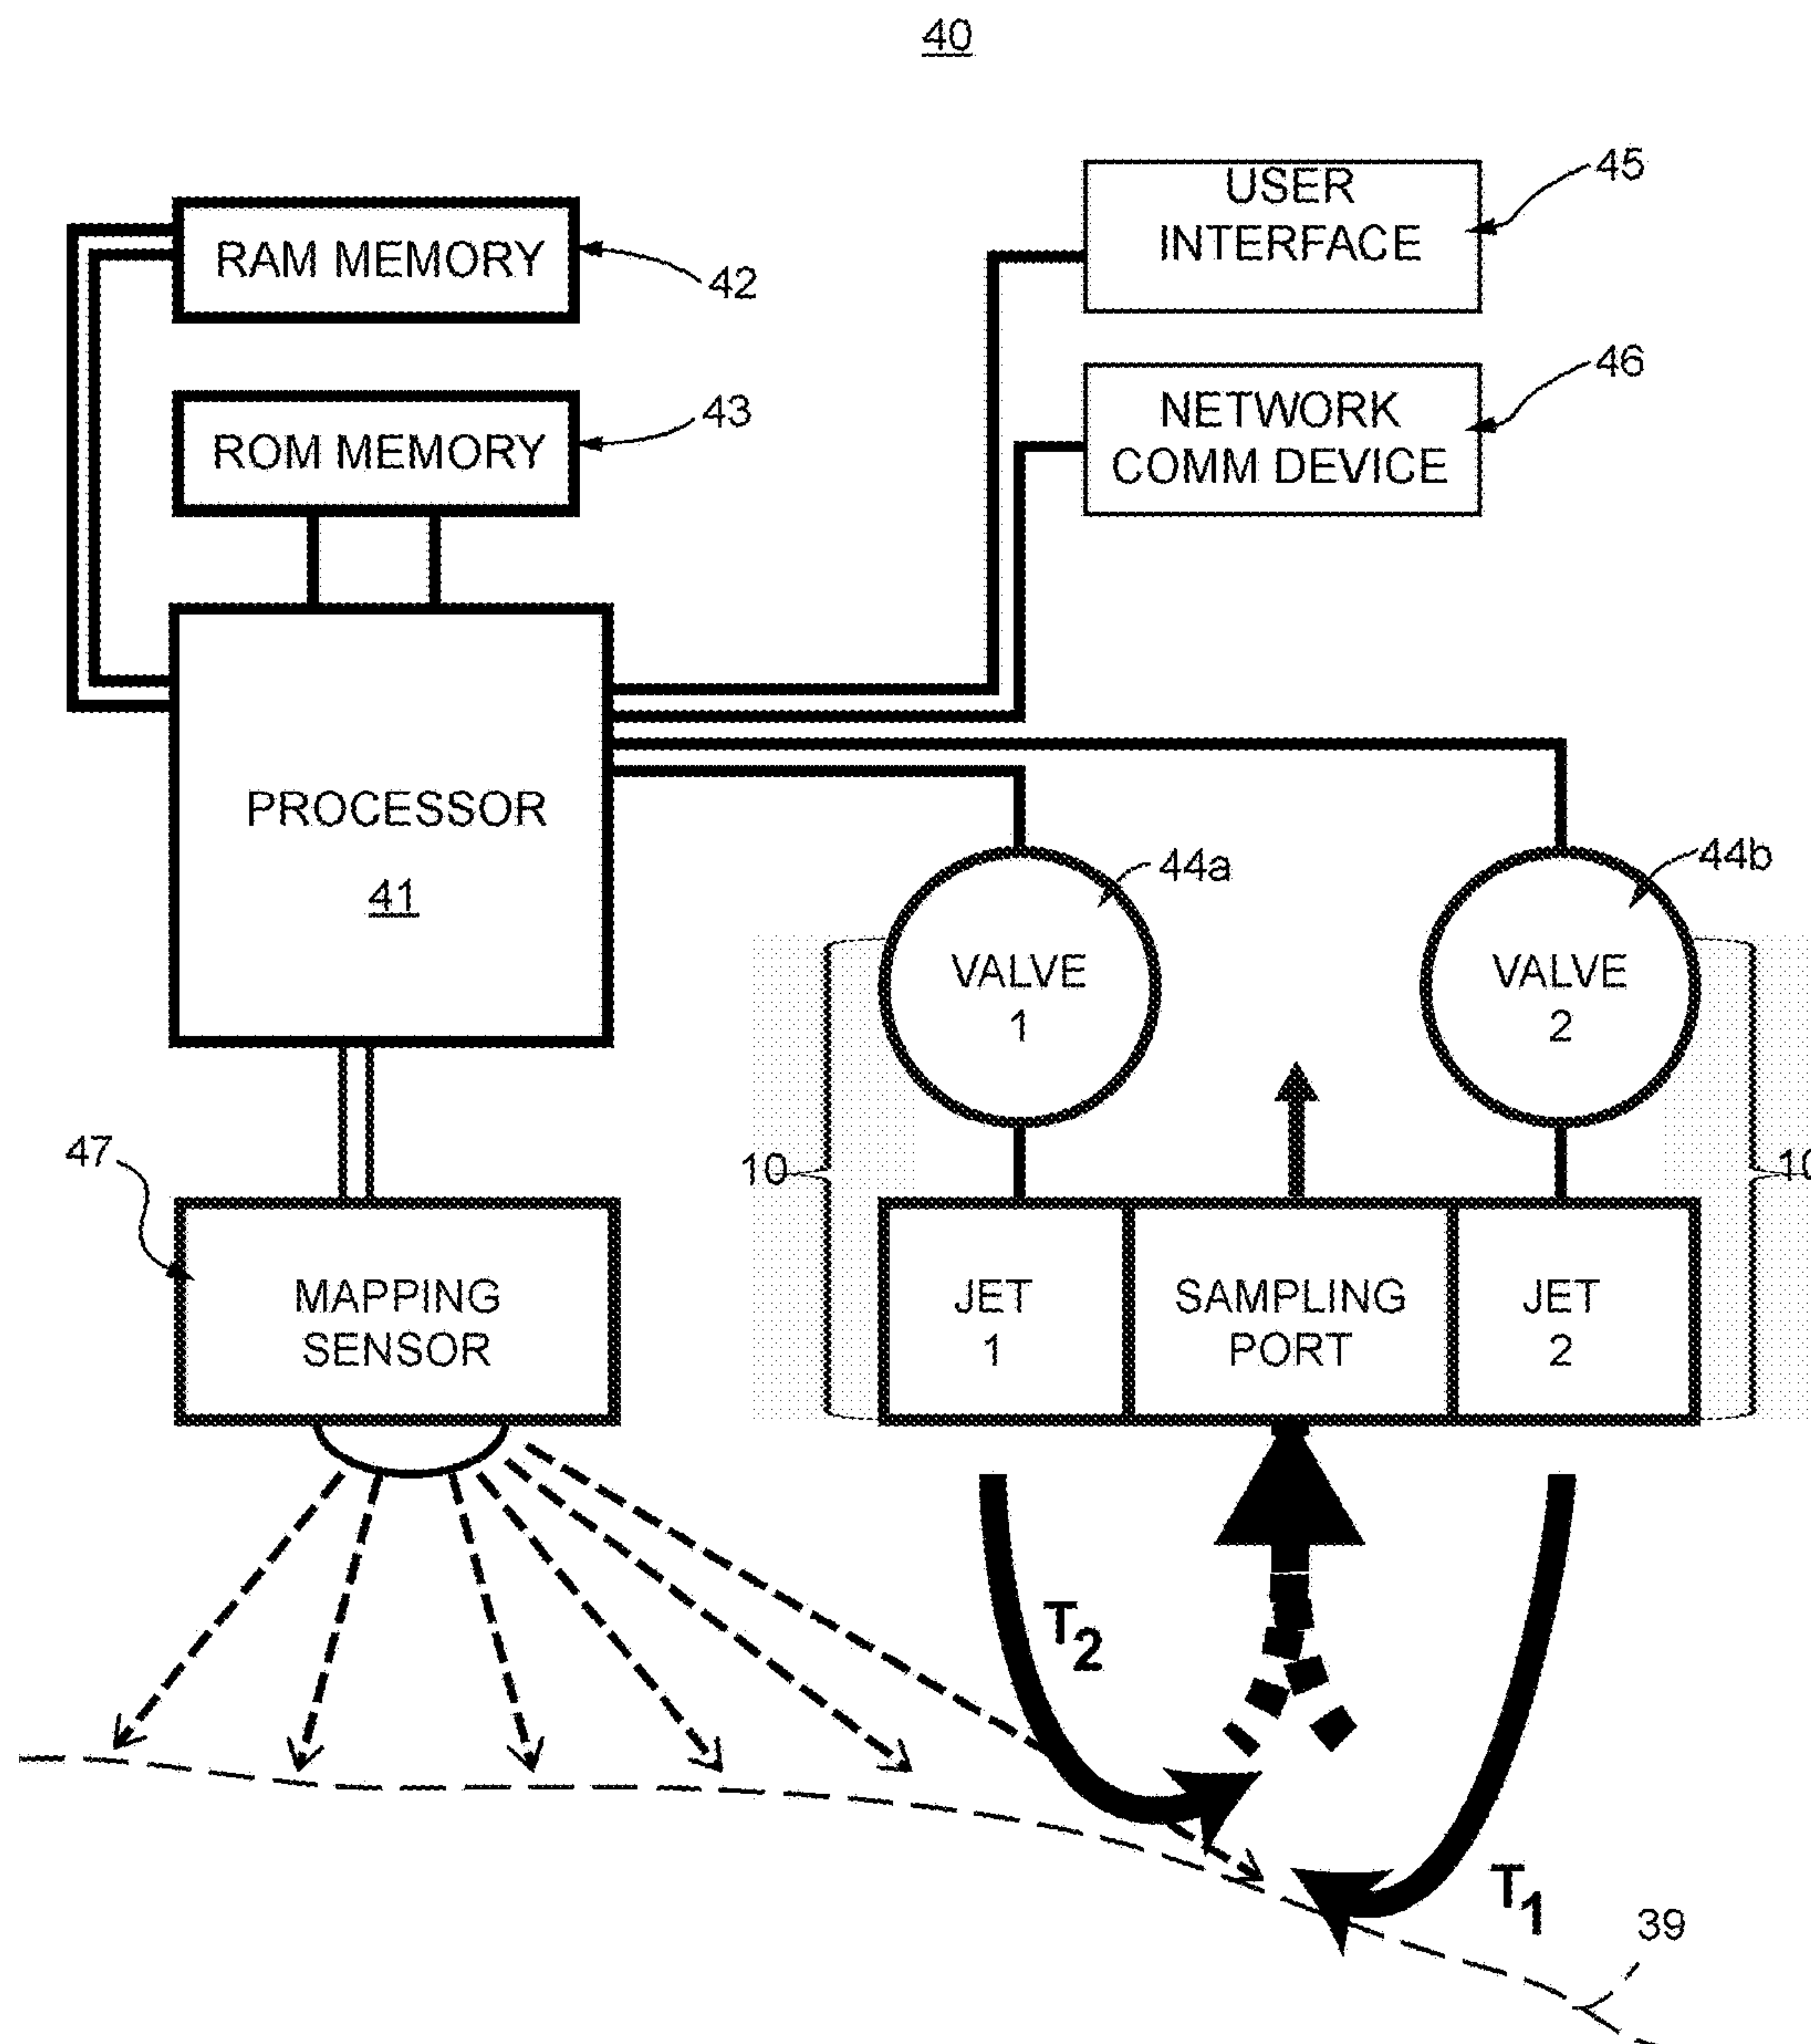 40
RAM MEMORY
42
ROM MEMORY
43
USER
INTERFACE
45
NETWORK
COMM DEVICE
46
PROCESSOR
41
VALVE
1
44a
VALVE
2
44b
47
MAPPING
SENSOR
10
10
JET
1
SAMPLING
PORT
JET
2
T2
T1
39